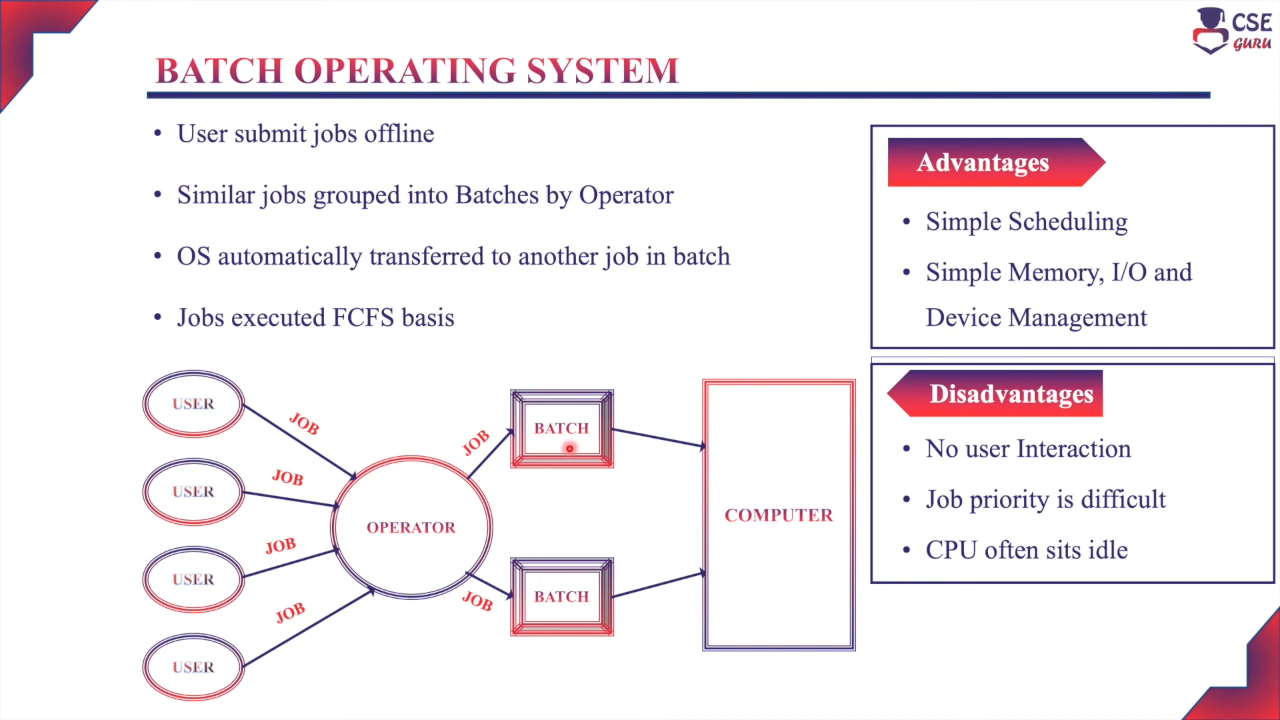 CSE
GURU
BATCH OPERATING SYSTEM
• User submit jobs offline
• Similar jobs grouped into Batches by Operator
• OS automatically transferred to another job in batch
• Jobs executed FCFS basis
Advantages
• Simple Scheduling
• Simple Memory, I/O and
Device Management
Disadvantages
• No user Interaction
• Job priority is difficult
• CPU often sits idle
USER
JOB
USER
JOB
USER
JOB
USER
JOB
OPERATOR
JOB
BATCH
JOB
BATCH
COMPUTER